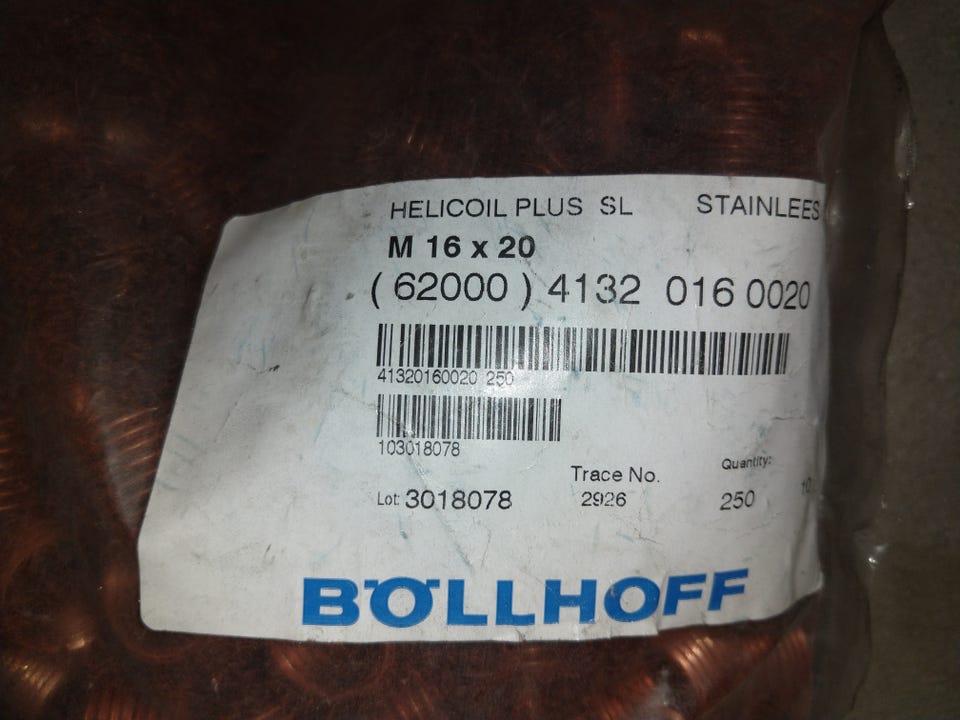 HELICOIL PLUS SL STAINLEES
M 16 x 20
( 62000 ) 4132 016 0020
41320160020 250
103018078
Trace No. Quantity:
Lot: 3018078 2926 250
BÖLLHOFF